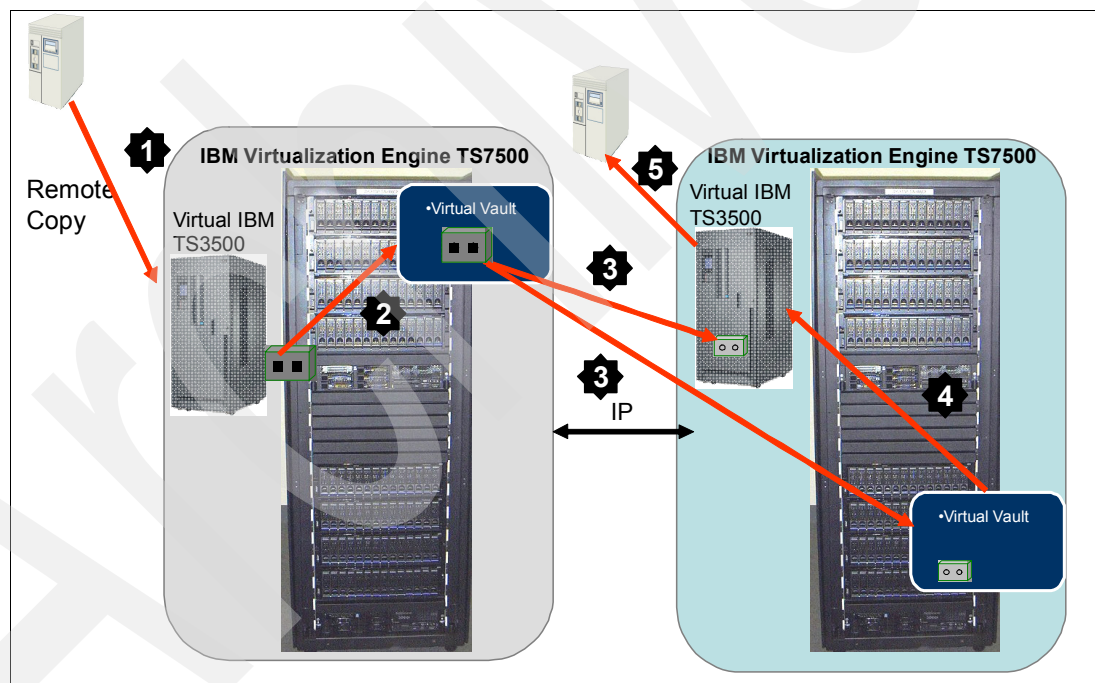 1
Remote
Copy
IBM Virtualization Engine TS7500
Virtual IBM
TS3500
•Virtual Vault
2
3
3
IP
5
IBM Virtualization Engine TS7500
Virtual IBM
TS3500
4
•Virtual Vault